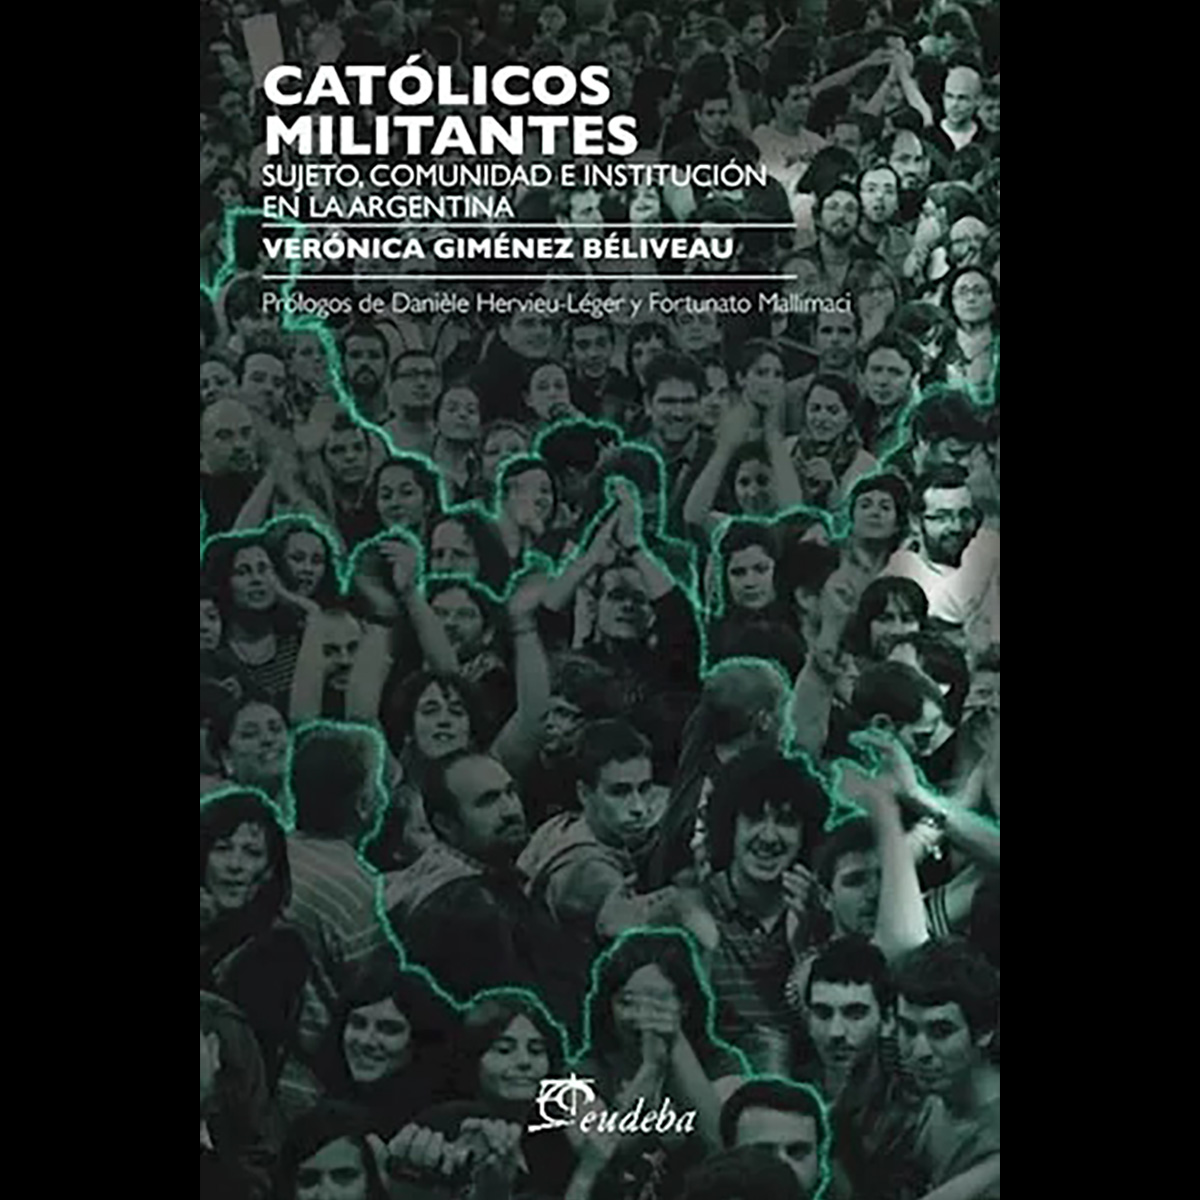 CATÓLICOS
MILITANTES
SUJETO, COMUNIDAD E INSTITUCIÓN
EN LA ARGENTINA
VERÓNICA GIMÉNEZ BÉLIVEAU
Prólogos de Danièle Hervieu-Léger y Fortunato Mallimaci
eudeba